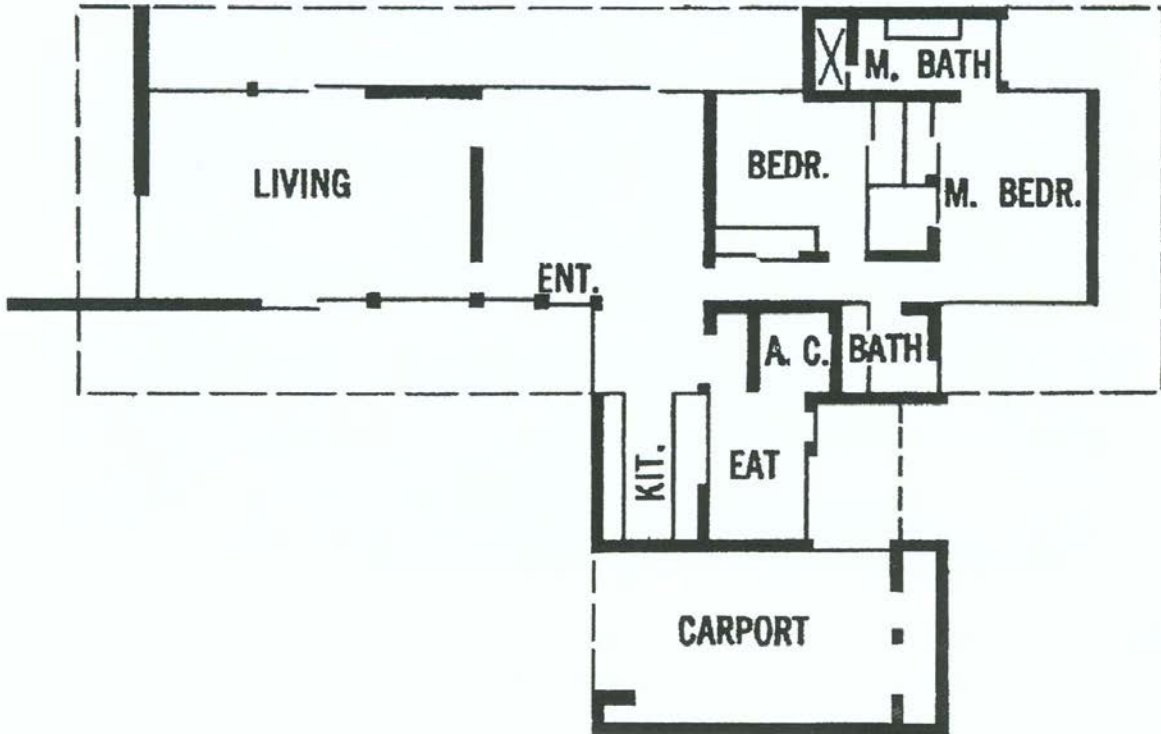 M. BATH
LIVING
BEDR.
M. BEDR.
ENT.
A. C.
BATH
KIT.
EAT
CARPORT